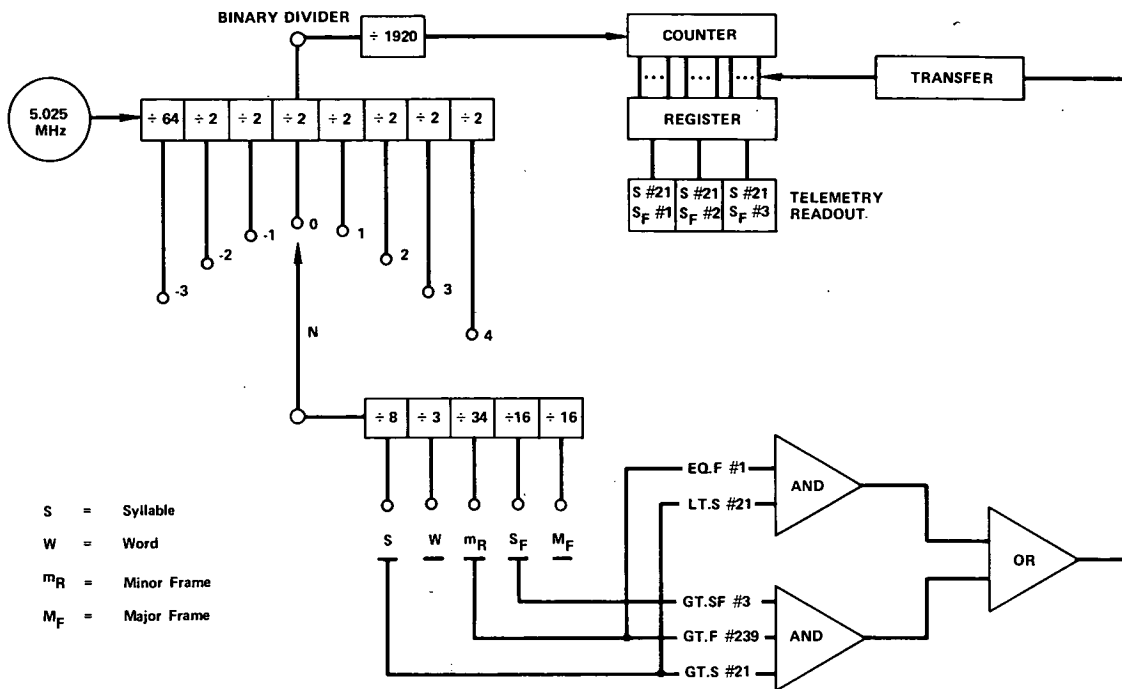 BINARY DIVIDER
÷ 1920
COUNTER
TRANSFER
5.025
MHz
÷ 64 ÷ 2 ÷ 2 ÷ 2 ÷ 2 ÷ 2 ÷ 2 ÷ 2
... ... ...
REGISTER
S #21 S #21 S #21
SF #1 SF #2 SF #3
TELEMETRY
READOUT.
-3 -2 -1 0 1 2 3 4
N
÷ 8 ÷ 3 ÷ 34 ÷16 ÷ 16
S W mR SF MF
EQ.F #1
LT.S #21
AND
GT.SF #3
GT.F #239
GT.S #21
AND
OR
S = Syllable
W = Word
mR = Minor Frame
MF = Major Frame